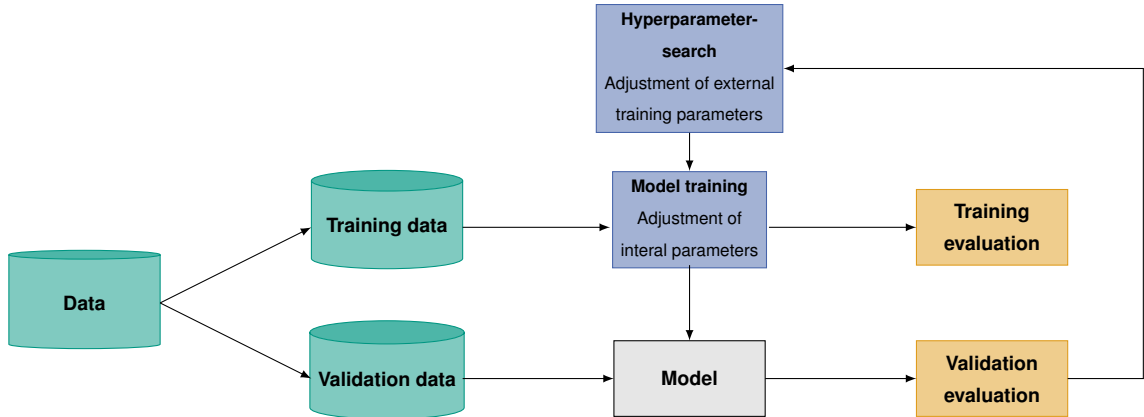 Hyperparameter-
search
Adjustment of external
training parameters
Model training
Adjustment of
interal parameters
Training data
Training
evaluation
Data
Validation data
Model
Validation
evaluation